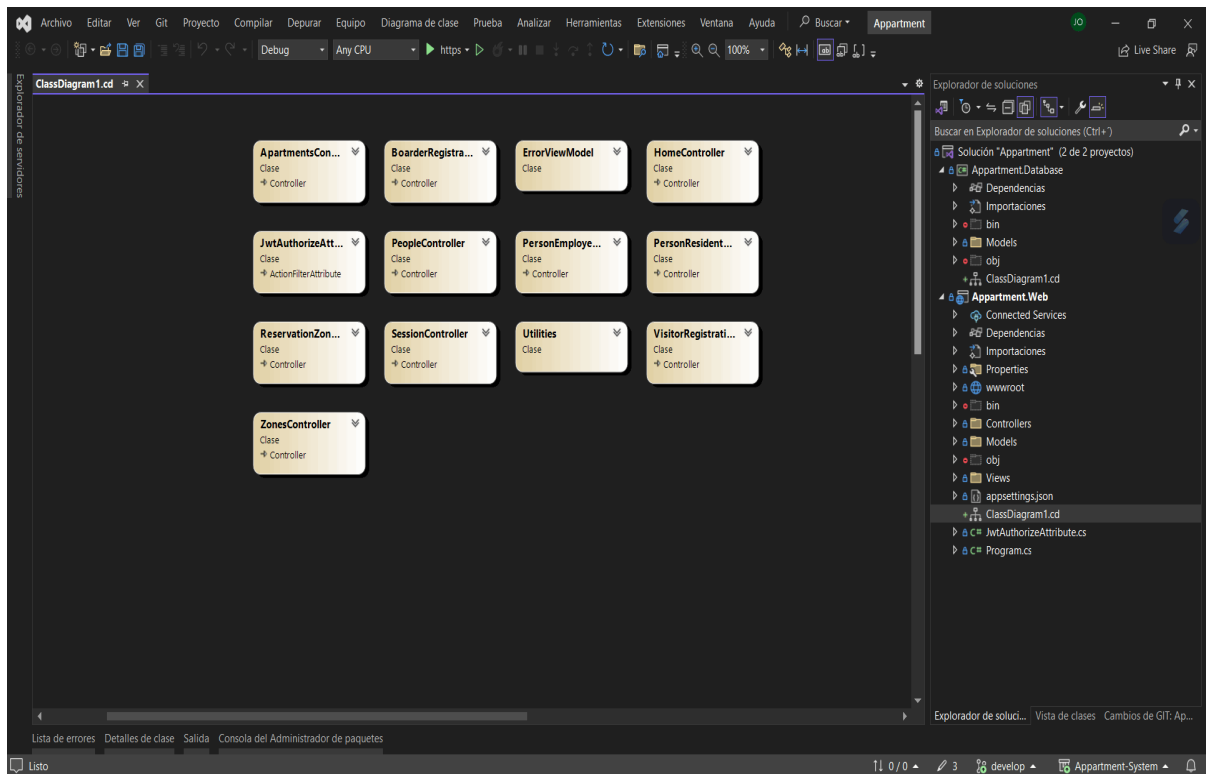 Archivo Editar Ver Git Proyecto Compilar Depurar Equipo Diagrama de clase Prueba Analizar Herramientas Extensiones Ventana Ayuda Buscar Appartment JO
Debug Any CPU https 100% Live Share
Explorador de servidores
ClassDiagram1.cd
ApartmentsCon...
Clase
Controller
BoarderRegistra...
Clase
Controller
ErrorViewModel
Clase
HomeController
Clase
Controller
JwtAuthorizeAtt...
Clase
ActionFilterAttribute
PeopleController
Clase
Controller
PersonEmploye...
Clase
Controller
PersonResident...
Clase
Controller
ReservationZon...
Clase
Controller
SessionController
Clase
Controller
Utilities
Clase
VisitorRegistrati...
Clase
Controller
ZonesController
Clase
Controller
Explorador de soluciones
Buscar en Explorador de soluciones (Ctrl+¨)
Solución "Appartment" (2 de 2 proyectos)
Appartment.Database
Dependencias
Importaciones
bin
Models
obj
ClassDiagram1.cd
Appartment.Web
Connected Services
Dependencias
Importaciones
Properties
wwwroot
bin
Controllers
Models
obj
Views
appsettings.json
ClassDiagram1.cd
C# JwtAuthorizeAttribute.cs
C# Program.cs
Explorador de soluci... Vista de clases Cambios de GIT: Ap...
Lista de errores Detalles de clase Salida Consola del Administrador de paquetes
Listo 0 / 0 3 develop Appartment-System